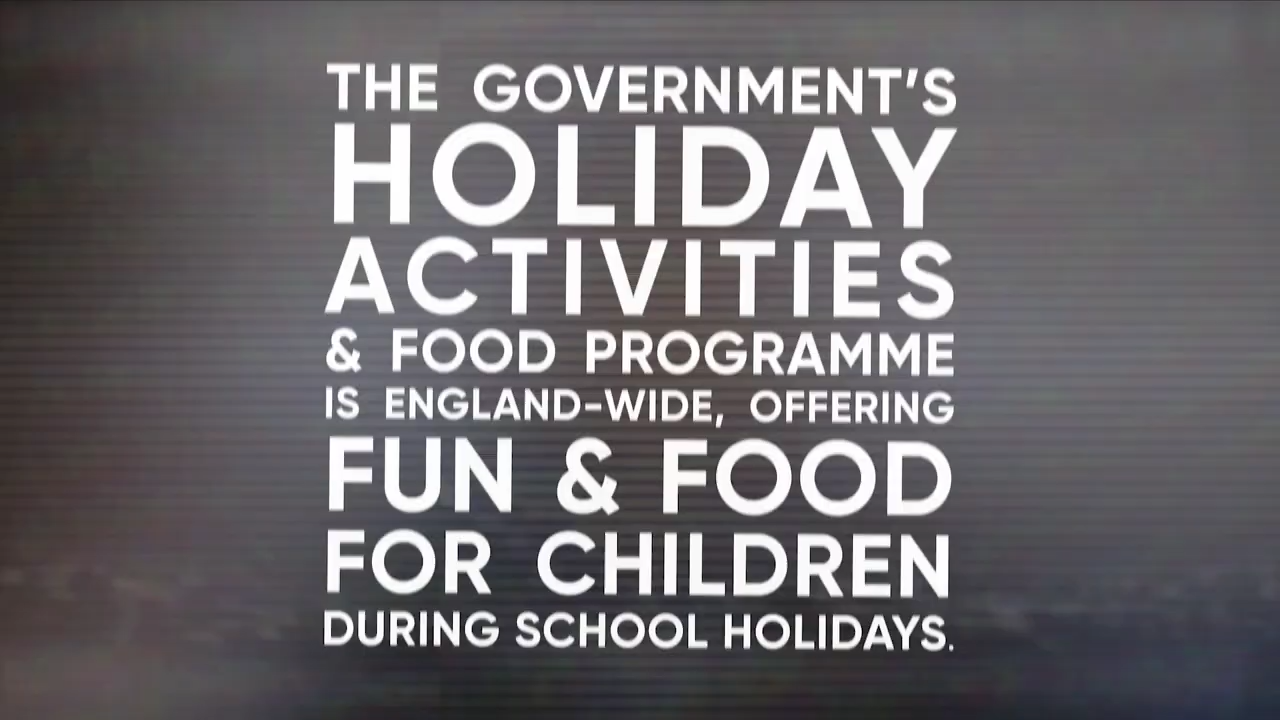 THE GOVERNMENT'S
HOLIDAY
ACTIVITIES
& FOOD PROGRAMME
IS ENGLAND-WIDE, OFFERING
FUN & FOOD
FOR CHILDREN
DURING SCHOOL HOLIDAYS.